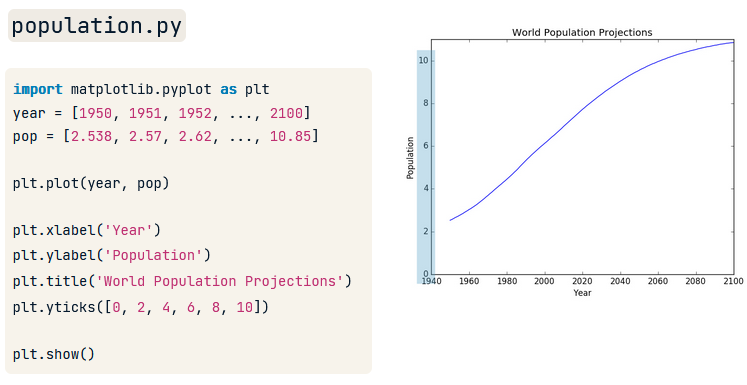 population.py
import matplotlib.pyplot as plt
year = [1950, 1951, 1952, ..., 2100]
pop = [2.538, 2.57, 2.62, ..., 10.85]
plt.plot(year, pop)
plt.xlabel('Year')
plt.ylabel('Population')
plt.title('World Population Projections')
plt.yticks([0, 2, 4, 6, 8, 10])
plt.show()
World Population Projections
Population
10
8
6
4
2
0
1940 1960 1980 2000 2020 2040 2060 2080 2100
Year